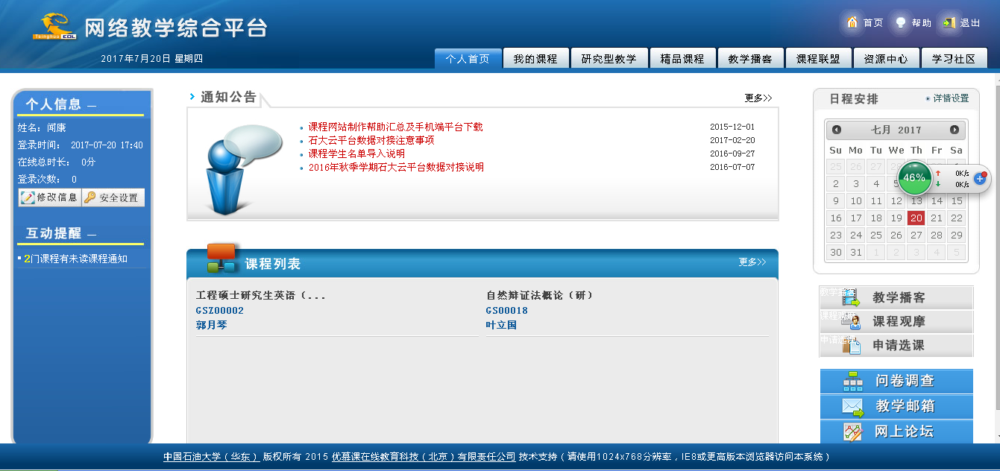 Tsinghua COL 网络教学综合平台
首页 帮助 退出
2017年7月20日 星期四
个人首页 我的课程 研究型教学 精品课程 教学播客 课程联盟 资源中心 学习社区
个人信息
姓名：闻康
登录时间： 2017-07-20 17:40
在线总时长： 0分
登录次数： 0
修改信息 安全设置
互动提醒
2门课程有未读课程通知
通知公告 更多>>
课程网站制作帮助汇总及手机端平台下载 2015-12-01
石大云平台数据对接注意事项 2017-02-20
课程学生名单导入说明 2016-09-27
2016年秋季学期石大云平台数据对接说明 2016-07-07
课程列表 更多>>
工程硕士研究生英语（...
GSZ00002
郭月琴
自然辩证法概论（研）
GS00018
叶立国
日程安排 详情设置
七月 2017
Su Mo Tu We Th Fr Sa
25 26 27 28 1
2 3 4 5
9 10 11 12 13 14 15
16 17 18 19 20 21 22
23 24 25 26 27 28 29
30 31 1 2 3 4 5
46%
0K/s
0K/s
教学播客 教学播客
课程观摩 课程观摩
申请选课 申请选课
问卷调查
教学邮箱
网上论坛
中国石油大学（华东） 版权所有 2015 优慕课在线教育科技（北京）有限责任公司 技术支持（请使用1024x768分辨率，IE8或更高版本浏览器访问本系统）